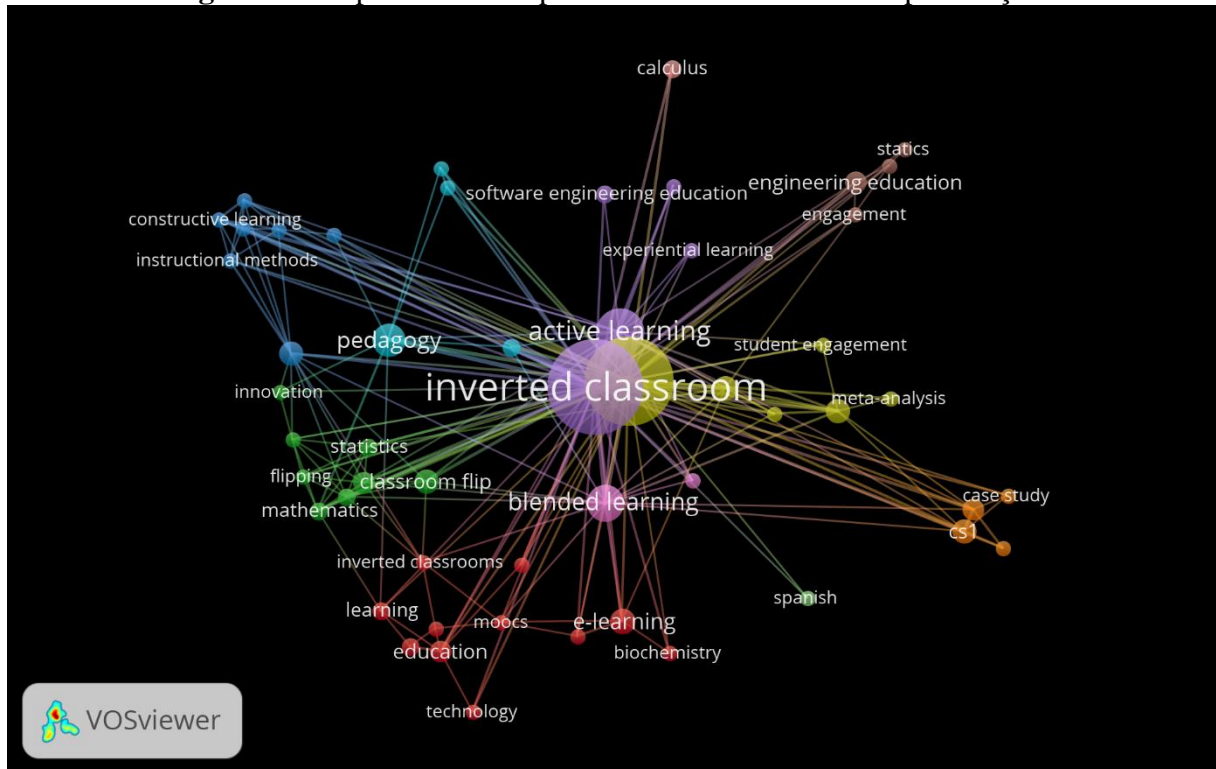 calculus
statics
engineering education
software engineering education
engagement
constructive learning
experiential learning
instructional methods
active learning
pedagogy
student engagement
inverted classroom
innovation
meta-analysis
statistics
flipping
classroom flip
mathematics
blended learning
case study
cs1
inverted classrooms
spanish
learning
moocs
e-learning
education
biochemistry
technology
VOSviewer